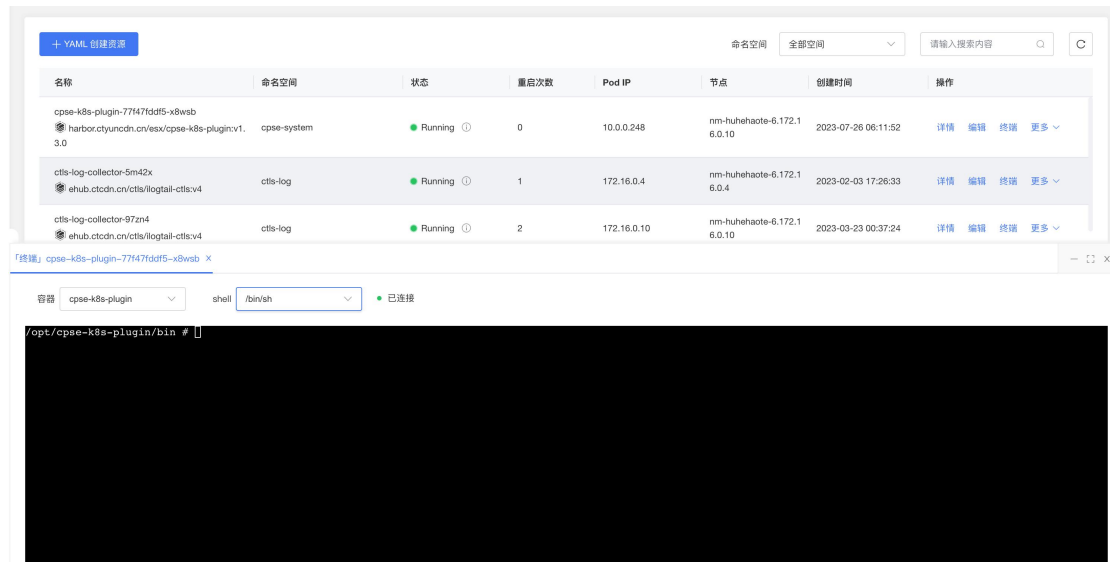 + YAML 创建资源
命名空间 全部空间 请输入搜索内容
名称 命名空间 状态 重启次数 Pod IP 节点 创建时间 操作
cpse-k8s-plugin-77f47fddf5-x8wsb
harbor.ctyuncdn.cn/esx/cpse-k8s-plugin:v1.
3.0
cpse-system Running 0 10.0.0.248
nm-huhehaote-6.172.1
6.0.10
2023-07-26 06:11:52 详情 编辑 终端 更多
ctls-log-collector-5m42x
ehub.ctcdn.cn/ctls/ilogtail-ctls:v4
ctls-log Running 1 172.16.0.4
nm-huhehaote-6.172.1
6.0.4
2023-02-03 17:26:33 详情 编辑 终端 更多
ctls-log-collector-97zn4
ehub.ctcdn.cn/ctls/ilogtail-ctls:v4
ctls-log Running 2 172.16.0.10
nm-huhehaote-6.172.1
6.0.10
2023-03-23 00:37:24 详情 编辑 终端 更多
「终端」cpse-k8s-plugin-77f47fddf5-x8wsb ×
容器 cpse-k8s-plugin shell /bin/sh 已连接
/opt/cpse-k8s-plugin/bin #